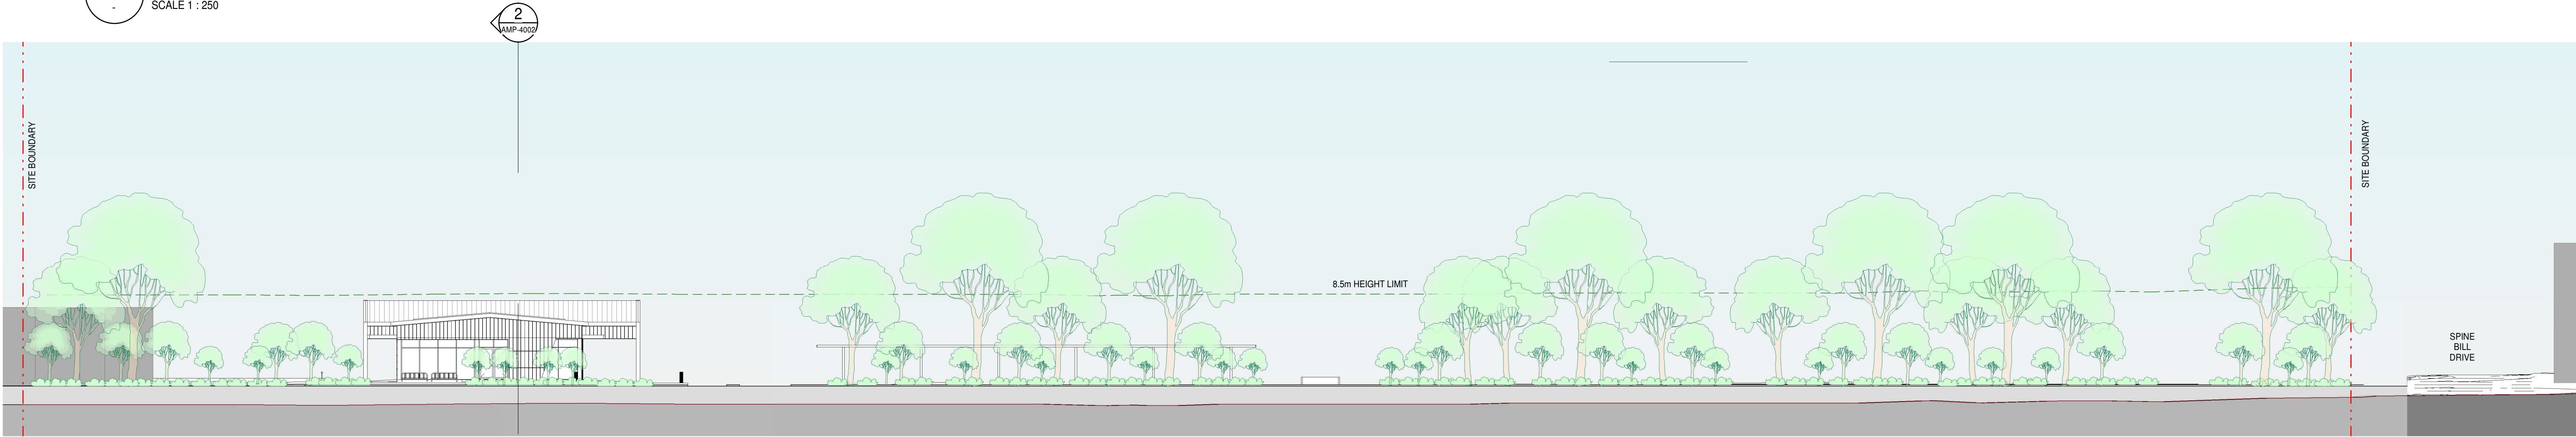 -
SCALE 1 : 250
2
AMP-4002
SITE BOUNDARY
8.5m HEIGHT LIMIT
SITE BOUNDARY
SPINE
BILL
DRIVE